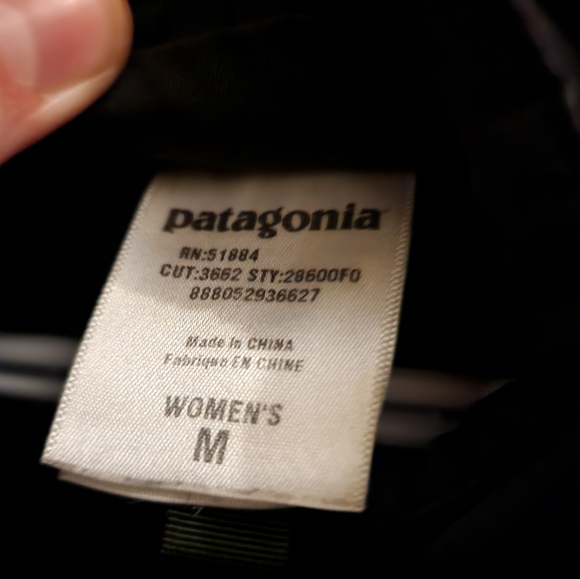 patagonia
RN:51884
CUT:3662 STY:28600F0
888052936627
Made in CHINA
Fabriqué EN CHINE
WOMEN'S
M